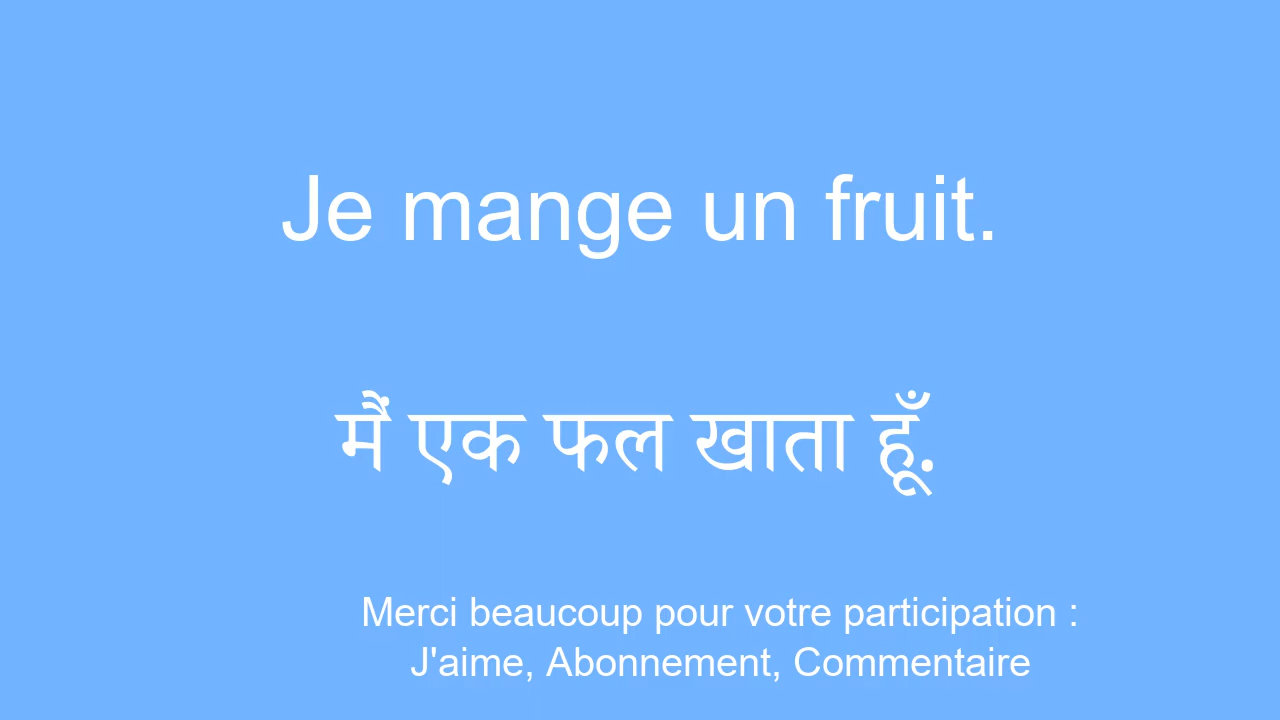 Je mange un fruit.
मैं एक फल खाता हूँ.
Merci beaucoup pour votre participation :
J'aime, Abonnement, Commentaire